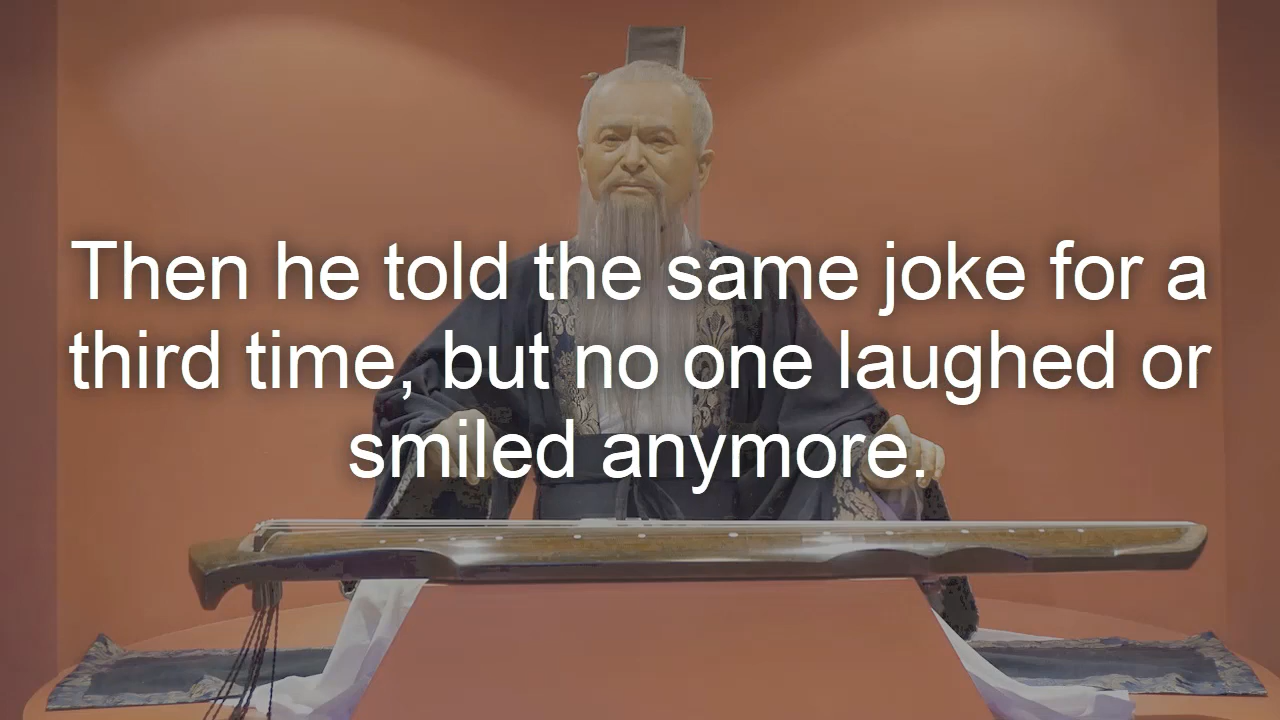 Then he told the same joke for a
third time, but no one laughed or
smiled anymore.